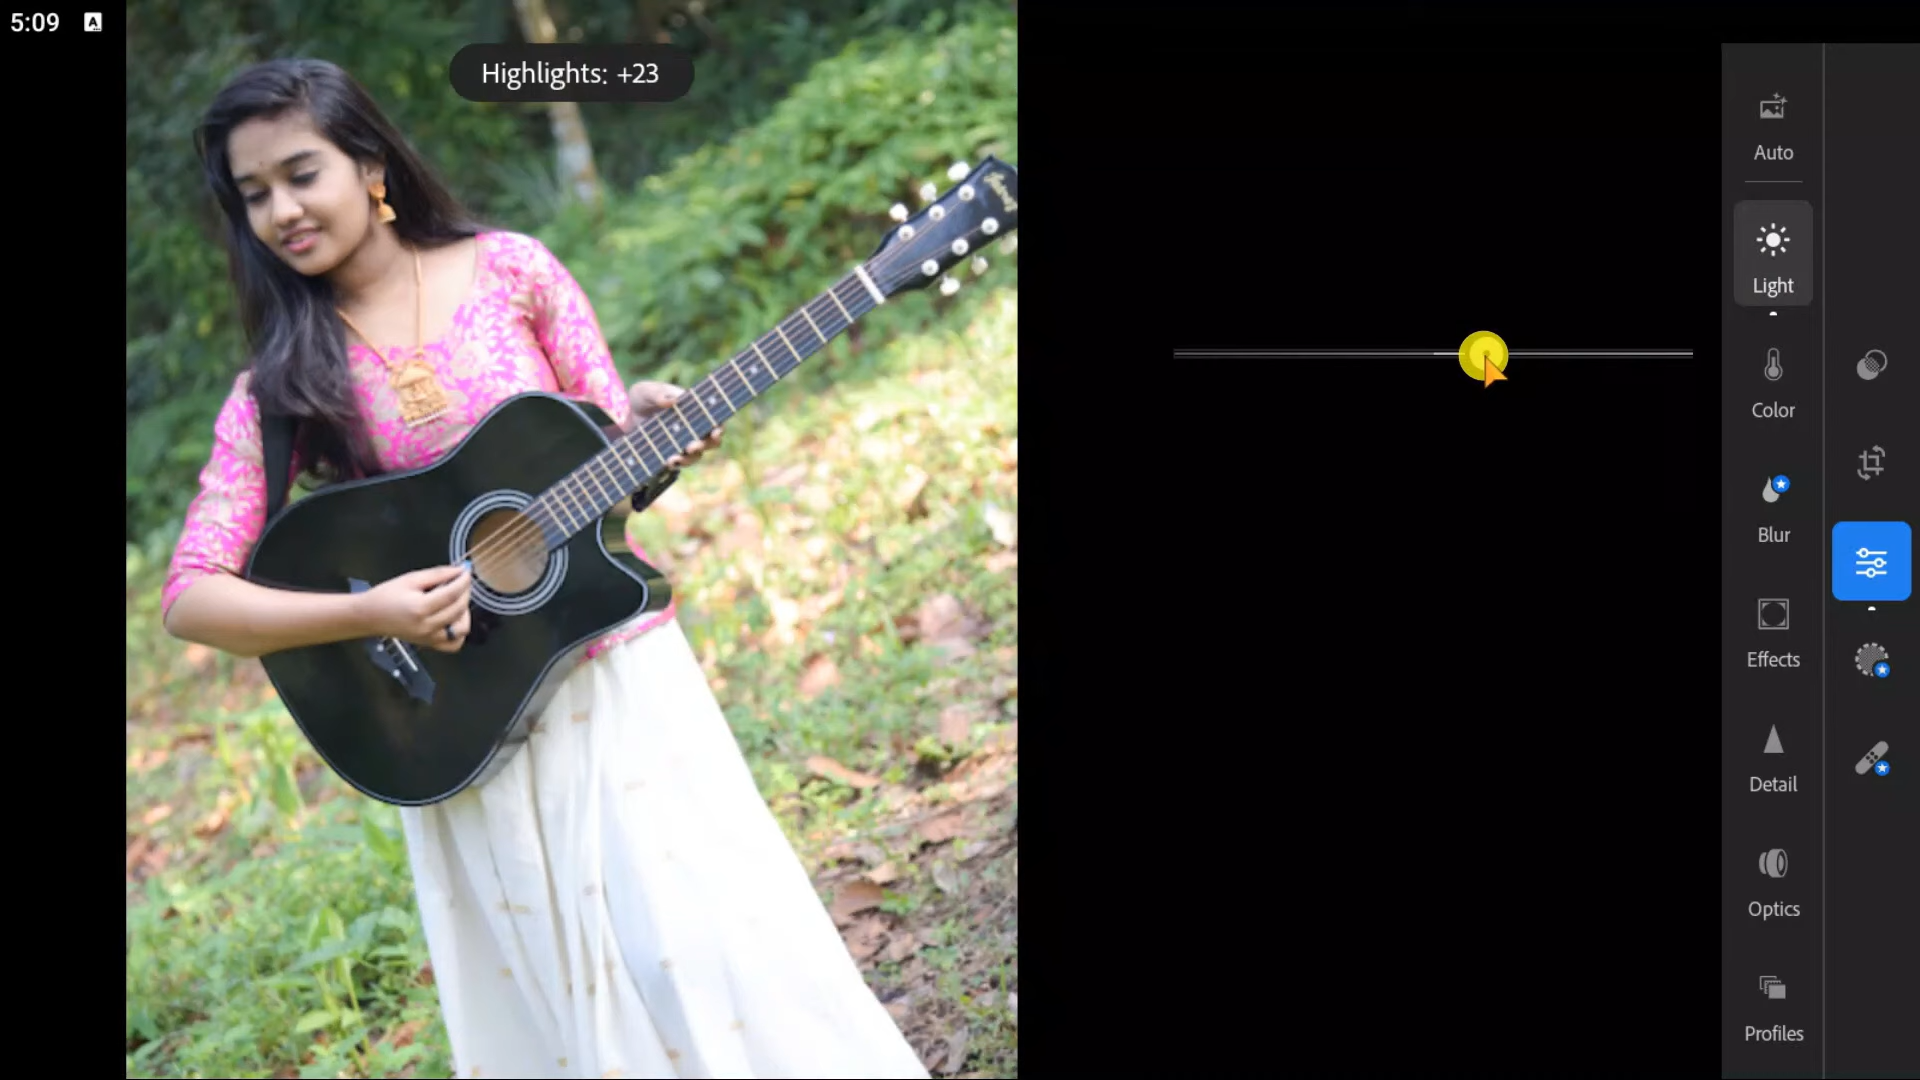 5:09 A
Highlights: +23
Auto
Light
Color
Blur
Effects
Detail
Optics
Profiles